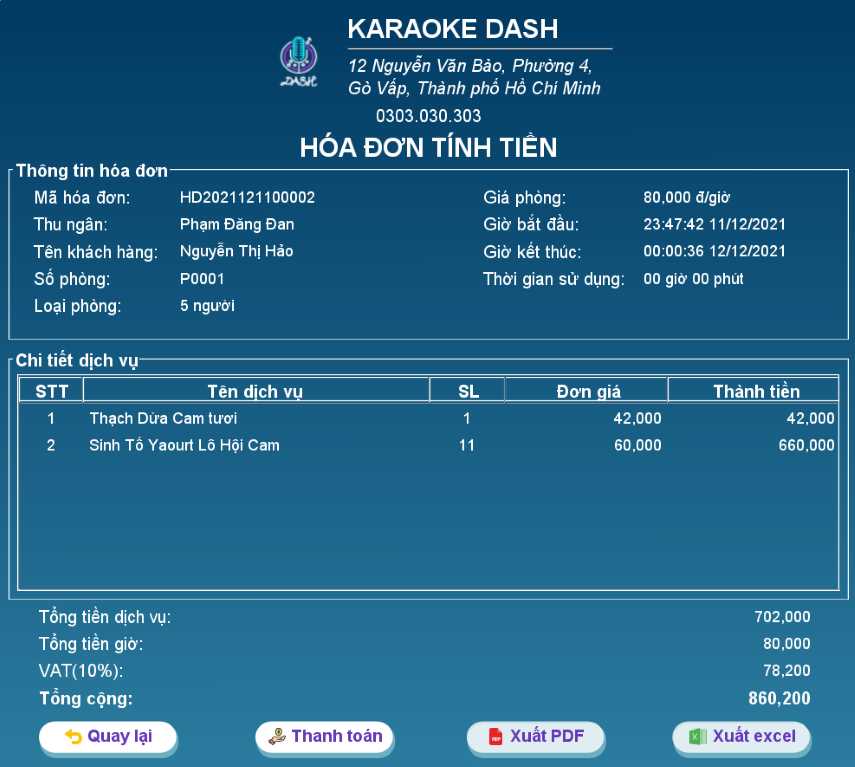 KARAOKE DASH
DASH
12 Nguyễn Văn Bảo, Phường 4,
Gò Vấp, Thành phố Hồ Chí Minh
0303.030.303
HÓA ĐƠN TÍNH TIỀN
Thông tin hóa đơn
Mã hóa đơn: HD2021121100002 Giá phòng: 80,000 đ/giờ
Thu ngân: Phạm Đăng Đan Giờ bắt đầu: 23:47:42 11/12/2021
Tên khách hàng: Nguyễn Thị Hảo Giờ kết thúc: 00:00:36 12/12/2021
Số phòng: P0001 Thời gian sử dụng: 00 giờ 00 phút
Loại phòng: 5 người
Chi tiết dịch vụ
STT Tên dịch vụ SL Đơn giá Thành tiền
1 Thạch Dừa Cam tươi 1 42,000 42,000
2 Sinh Tố Yaourt Lô Hội Cam 11 60,000 660,000
Tổng tiền dịch vụ: 702,000
Tổng tiền giờ: 80,000
VAT(10%): 78,200
Tổng cộng: 860,200
Quay lại Thanh toán Xuất PDF Xuất excel